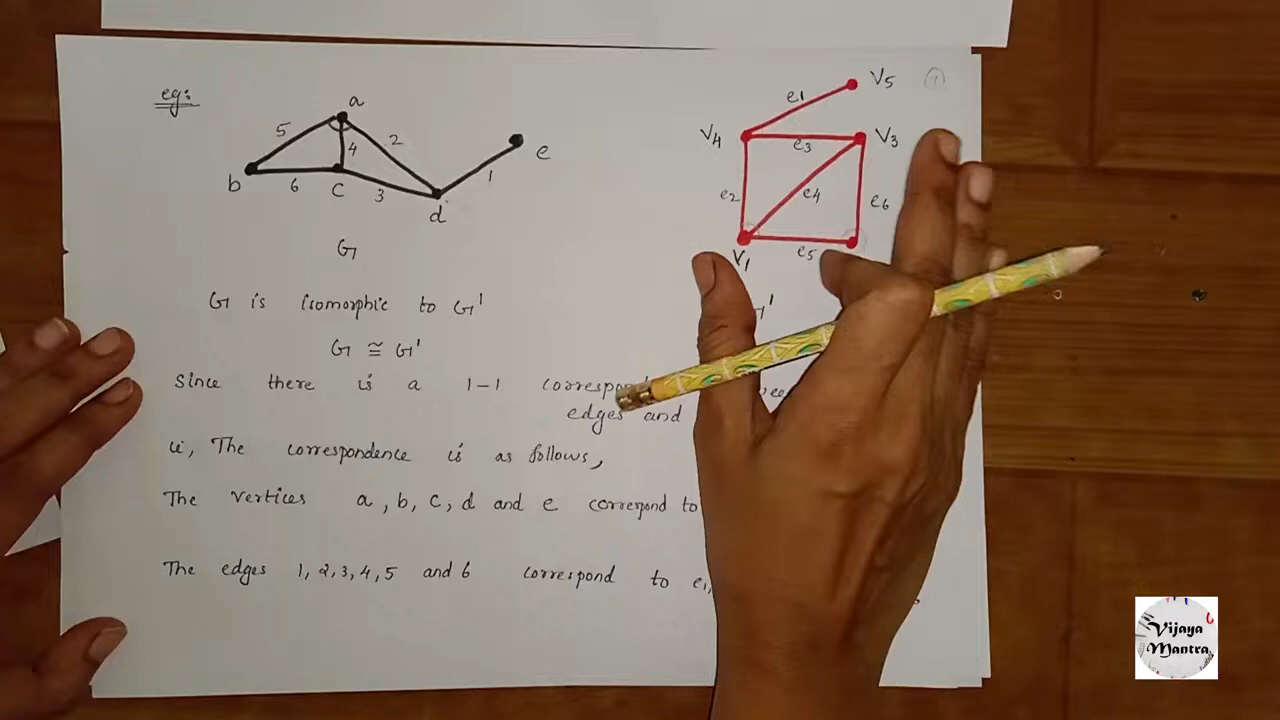 eg:
a
5
2
4
b
6
c
3
d
1
e
G
V5
e1
V4
e3
V3
e2
e4
e6
V1
e5
G is isomorphic to G'
G ≅ G'
Since there is a 1-1
edges and
ie, The correspondence is as follows,
The vertices a, b, c, d and e correspond to
The edges 1, 2, 3, 4, 5 and 6 correspond to e1,
Vijaya
Mantra